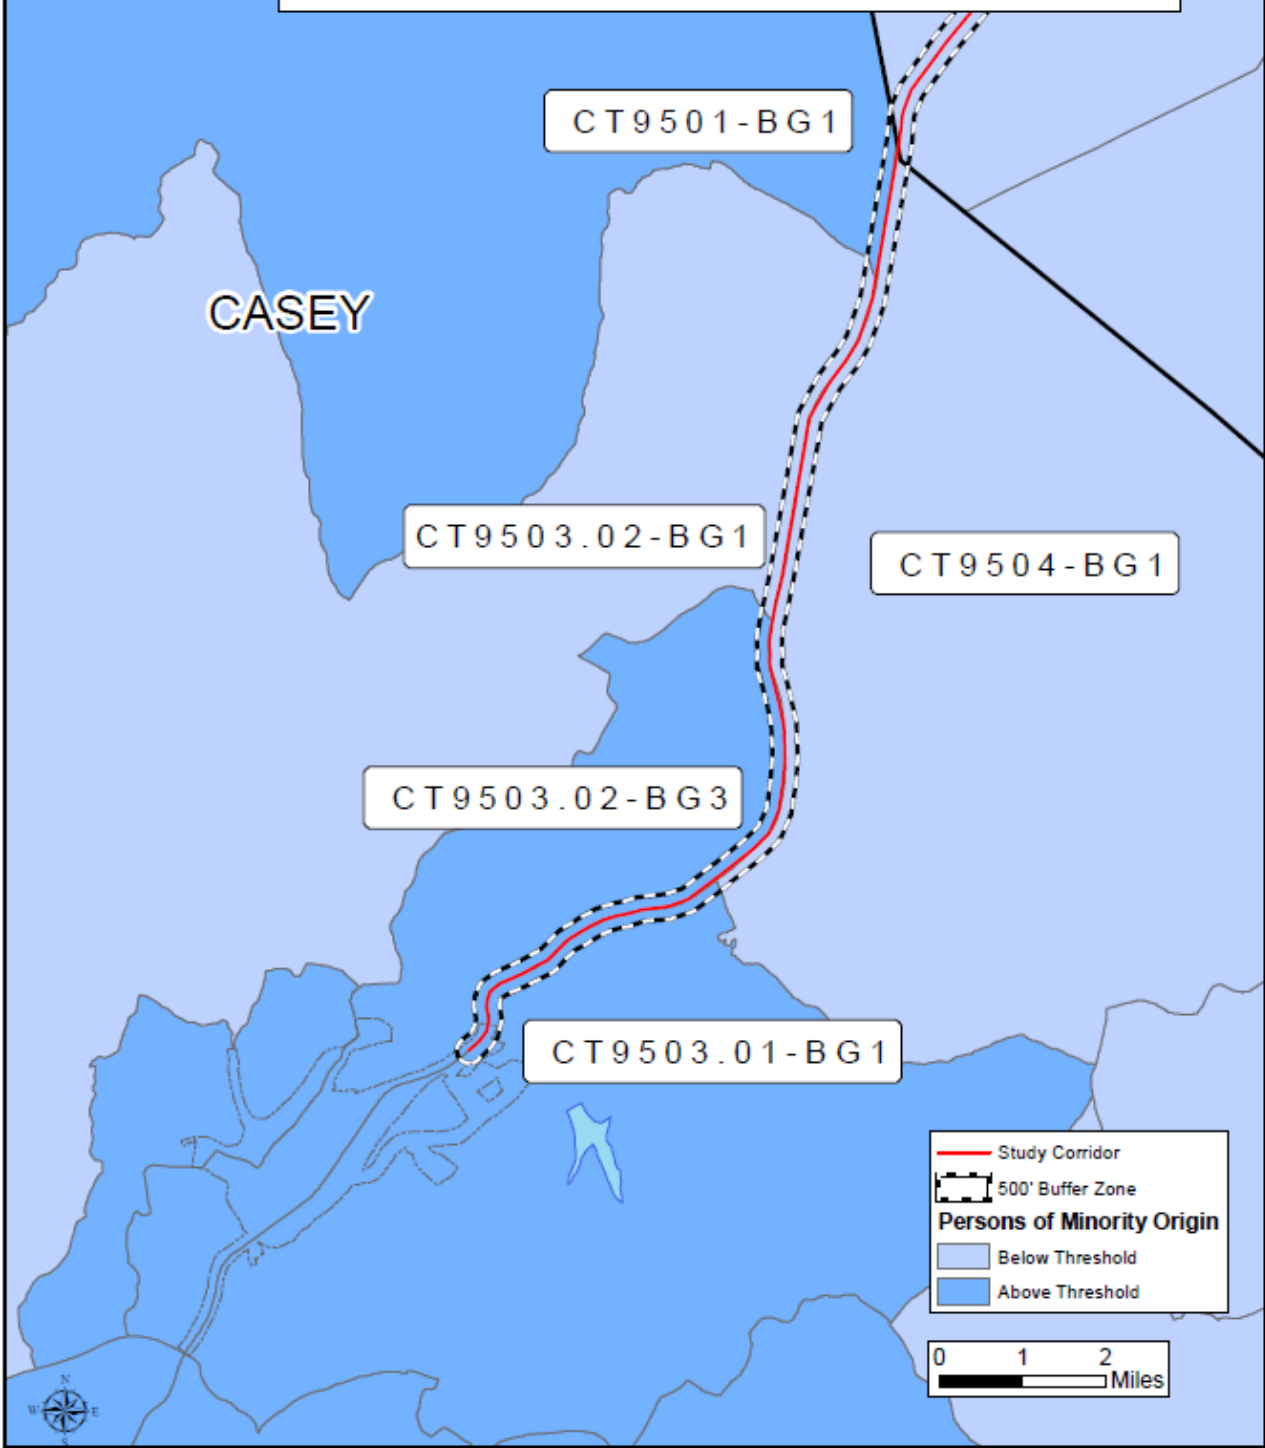 CT9501-BG1
CASEY
CT9503.02-BG1
CT9504-BG1
CT9503.02-BG3
CT9503.01-BG1
Study Corridor
500' Buffer Zone
Persons of Minority Origin
Below Threshold
Above Threshold
0 1 2
Miles
N
W E
S